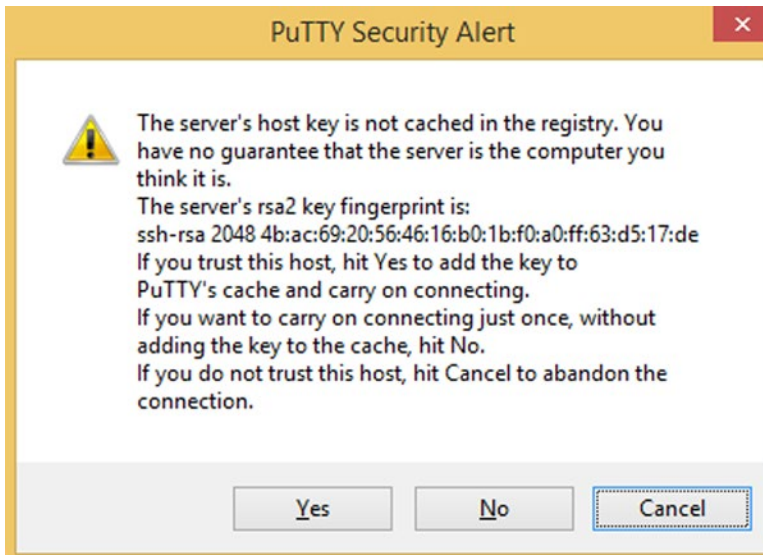 PuTTY Security Alert
The server's host key is not cached in the registry. You
have no guarantee that the server is the computer you
think it is.
The server's rsa2 key fingerprint is:
ssh-rsa 2048 4b:ac:69:20:56:46:16:b0:1b:f0:a0:ff:63:d5:17:de
If you trust this host, hit Yes to add the key to
PuTTY's cache and carry on connecting.
If you want to carry on connecting just once, without
adding the key to the cache, hit No.
If you do not trust this host, hit Cancel to abandon the
connection.
Yes No Cancel